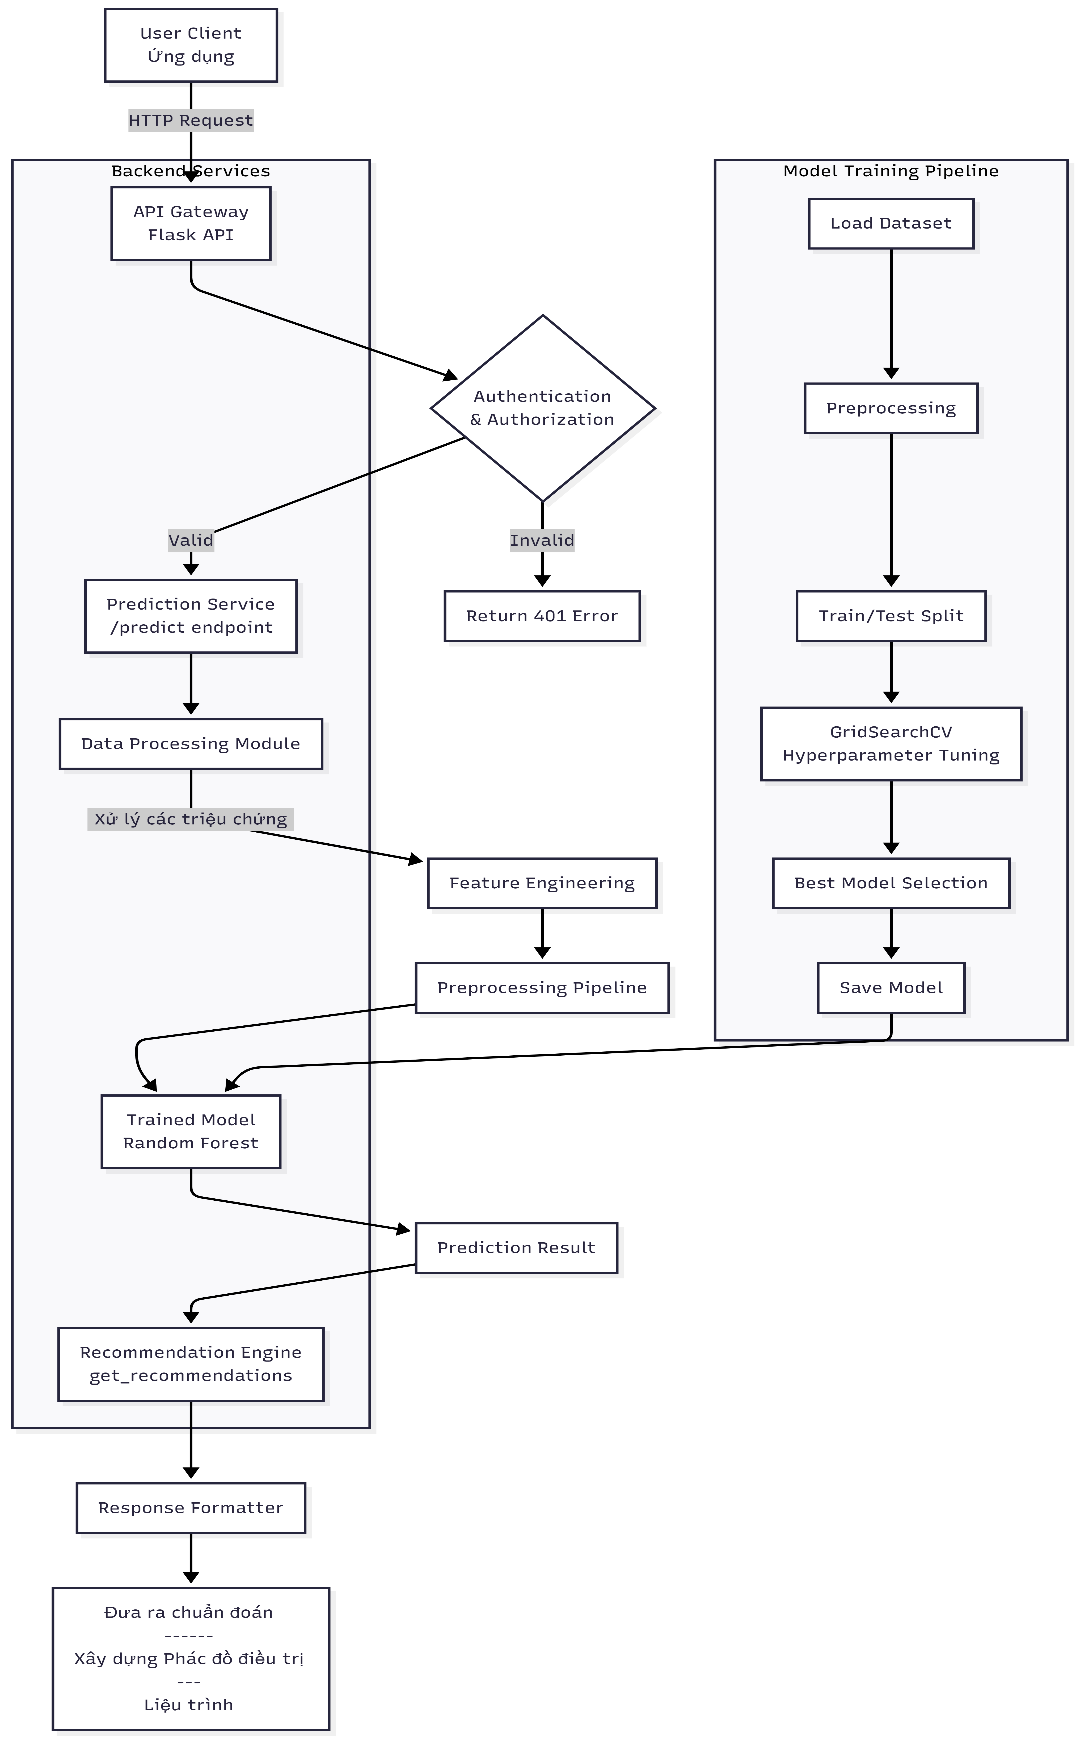 User Client
Ứng dụng
HTTP Request
Backend Services
API Gateway
Flask API
Authentication
& Authorization
Valid
Invalid
Prediction Service
/predict endpoint
Return 401 Error
Data Processing Module
Xử lý các triệu chứng
Feature Engineering
Preprocessing Pipeline
Trained Model
Random Forest
Prediction Result
Recommendation Engine
get_recommendations
Response Formatter
Đưa ra chuẩn đoán
------
Xây dựng Phác đồ điều trị
---
Liệu trình
Model Training Pipeline
Load Dataset
Preprocessing
Train/Test Split
GridSearchCV
Hyperparameter Tuning
Best Model Selection
Save Model